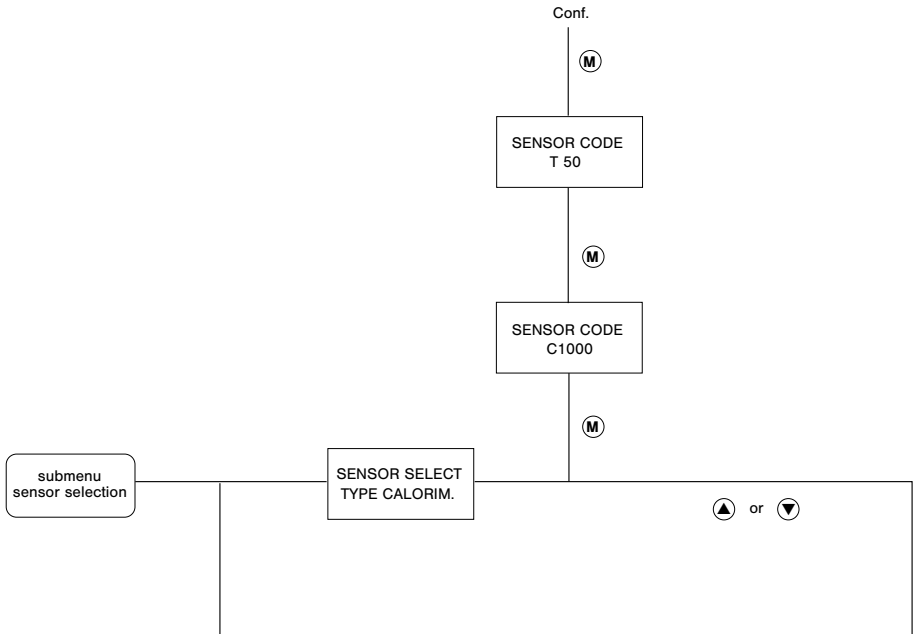 Conf.
M
SENSOR CODE
T 50
M
SENSOR CODE
C1000
M
submenu
sensor selection
SENSOR SELECT
TYPE CALORIM.
▲ or ▼